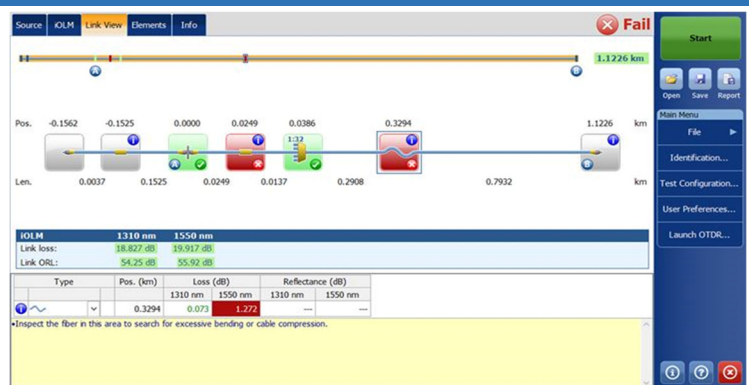 Source iOLM Link View Elements Info
Fail
Start
1.1226 km
A B
Open Save Report
Main Menu
File
Identification...
Test Configuration...
User Preferences...
Launch OTDR...
Pos. -0.1562 -0.1525 0.0000 0.0249 0.0386 0.3294 1.1226 km
1:32
A B
Len. 0.0037 0.1525 0.0249 0.0137 0.2908 0.7932 km
iOLM 1310 nm 1550 nm
Link loss: 18.827 dB 19.917 dB
Link ORL: 54.25 dB 55.92 dB
Type Pos. (km) Loss (dB) Reflectance (dB)
1310 nm 1550 nm 1310 nm 1550 nm
0.3294 0.073 1.272 --- ---
•Inspect the fiber in this area to search for excessive bending or cable compression.